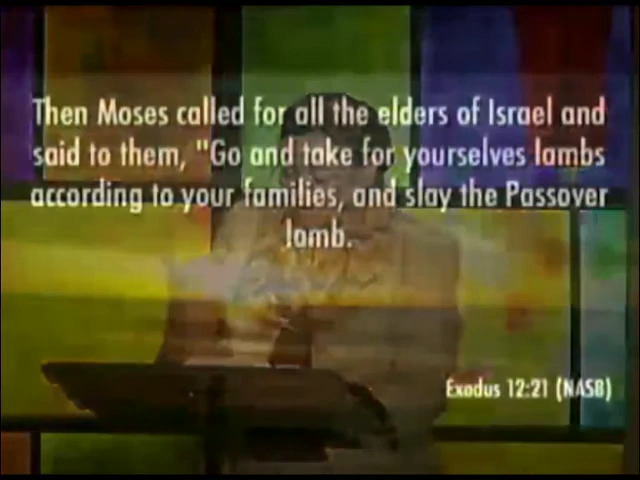 Then Moses called for all the elders of Israel and
said to them, "Go and take for yourselves lambs
according to your families, and slay the Passover
lamb.
Exodus 12:21 (NASB)